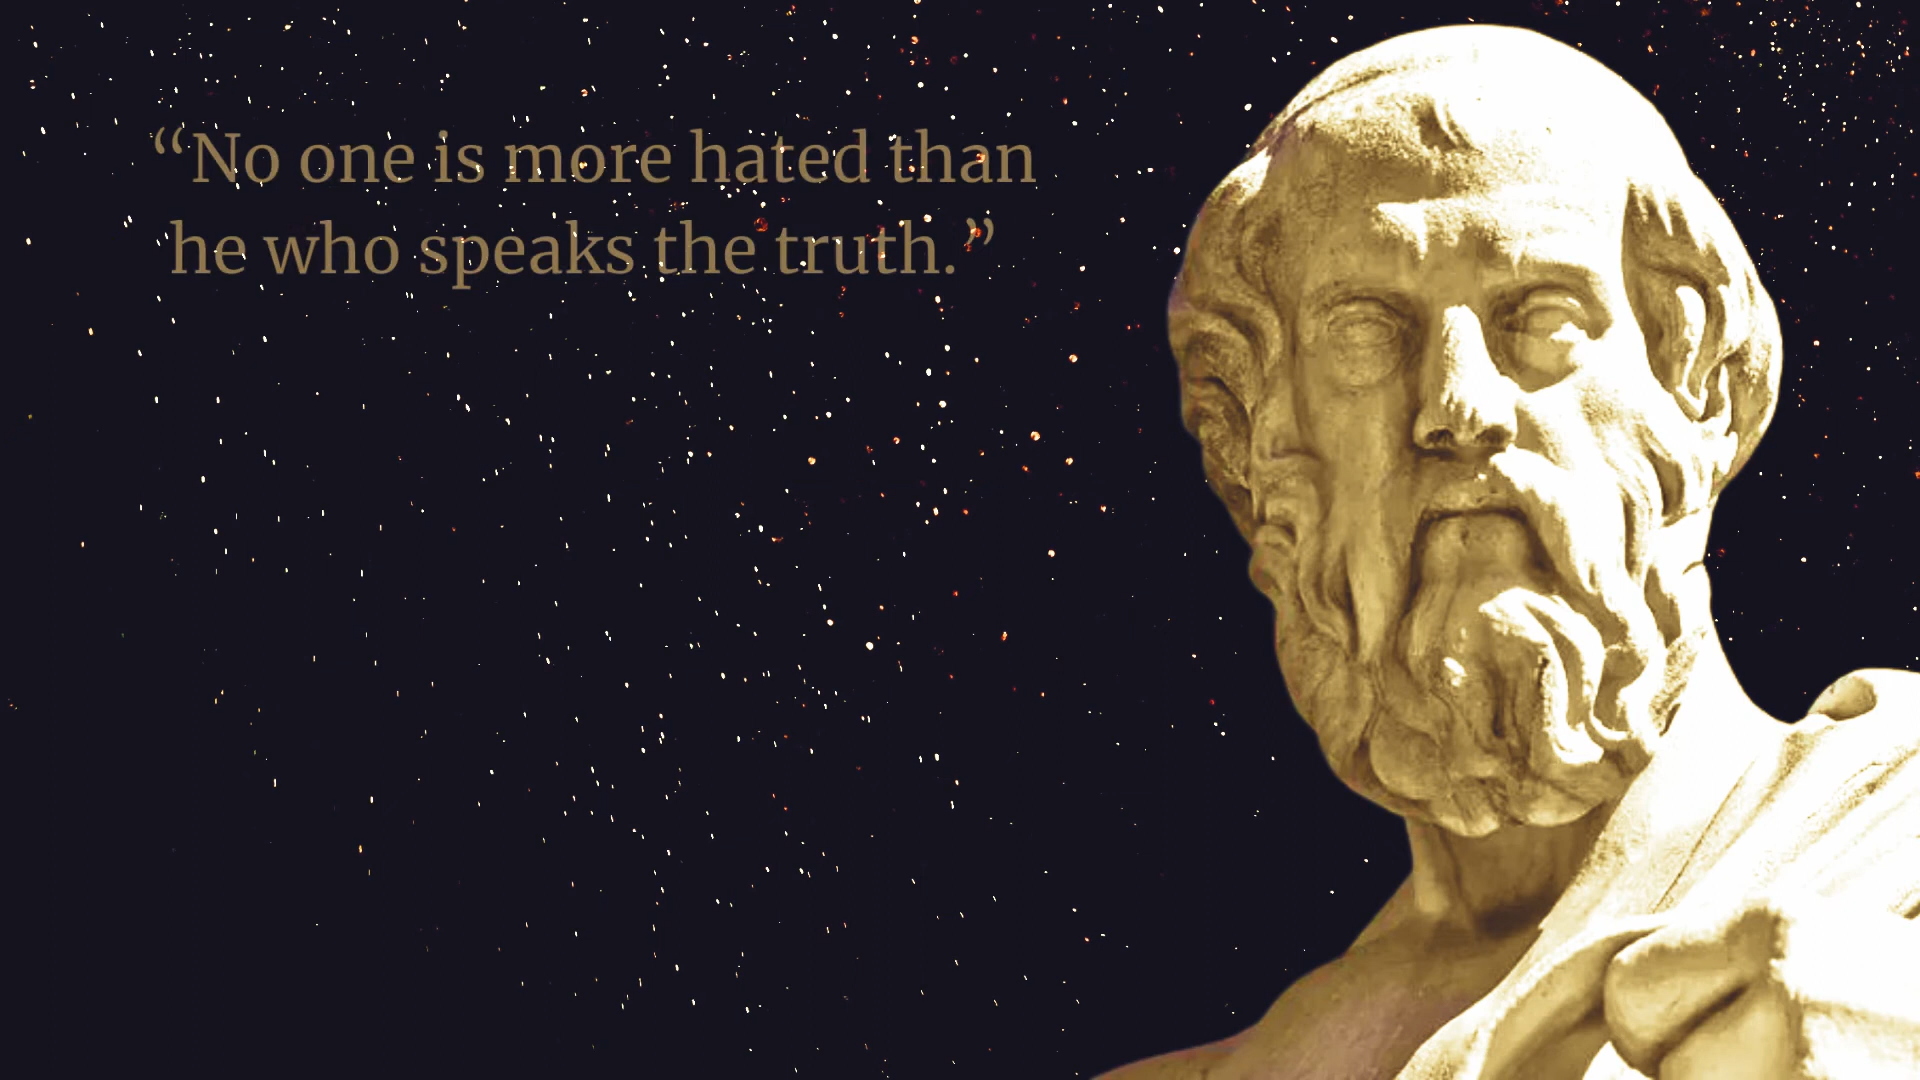 “No one is more hated than
he who speaks the truth.”